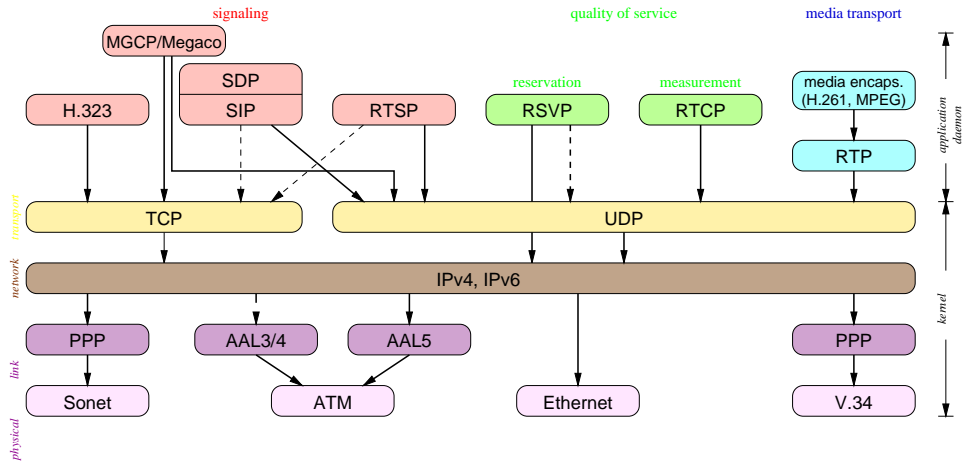 signaling
quality of service
media transport
MGCP/Megaco
SDP
SIP
reservation
measurement
media encaps.
(H.261, MPEG)
H.323
RTSP
RSVP
RTCP
RTP
application
daemon
TCP
UDP
transport
IPv4, IPv6
network
PPP
AAL3/4
AAL5
PPP
kernel
link
Sonet
ATM
Ethernet
V.34
physical